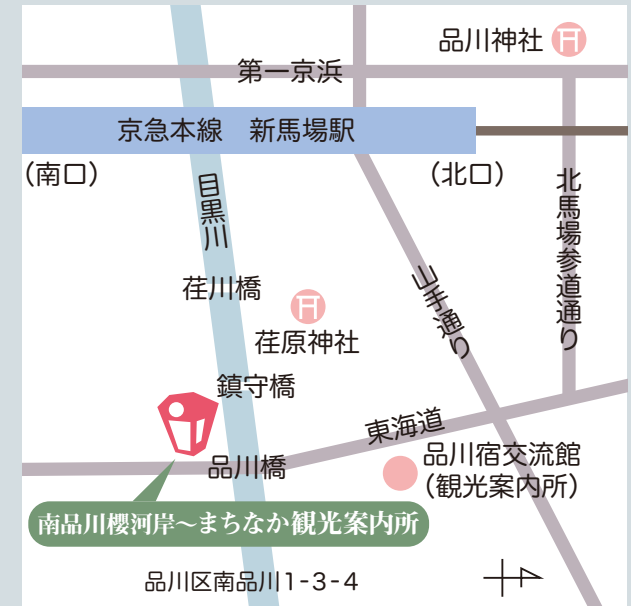 品川神社
第一京浜
京急本線　新馬場駅
（南口）
（北口）
目黒川
北馬場参道通り
荏川橋
山手通り
荏原神社
鎮守橋
東海道
品川橋
品川宿交流館
（観光案内所）
南品川櫻河岸～まちなか観光案内所
品川区南品川1-3-4